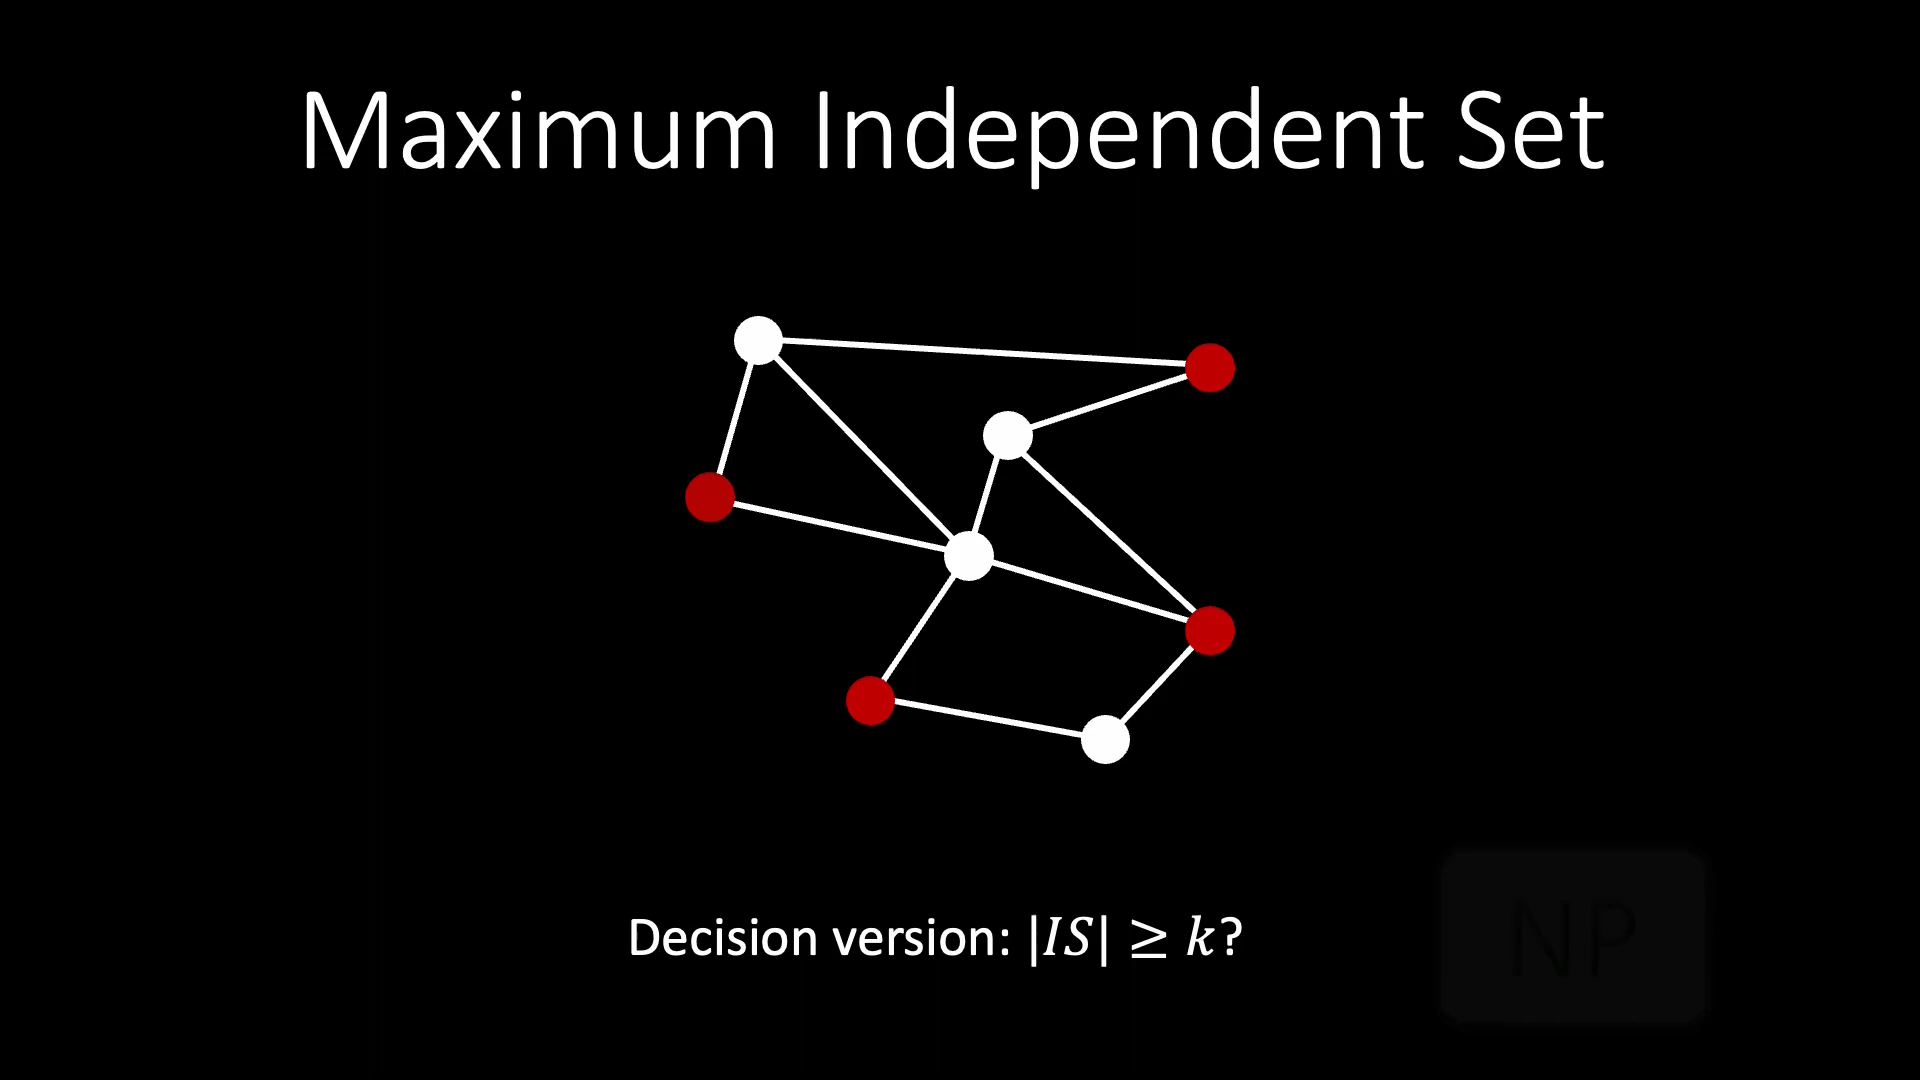 Maximum Independent Set
Decision version: |IS| ≥ k?
NP